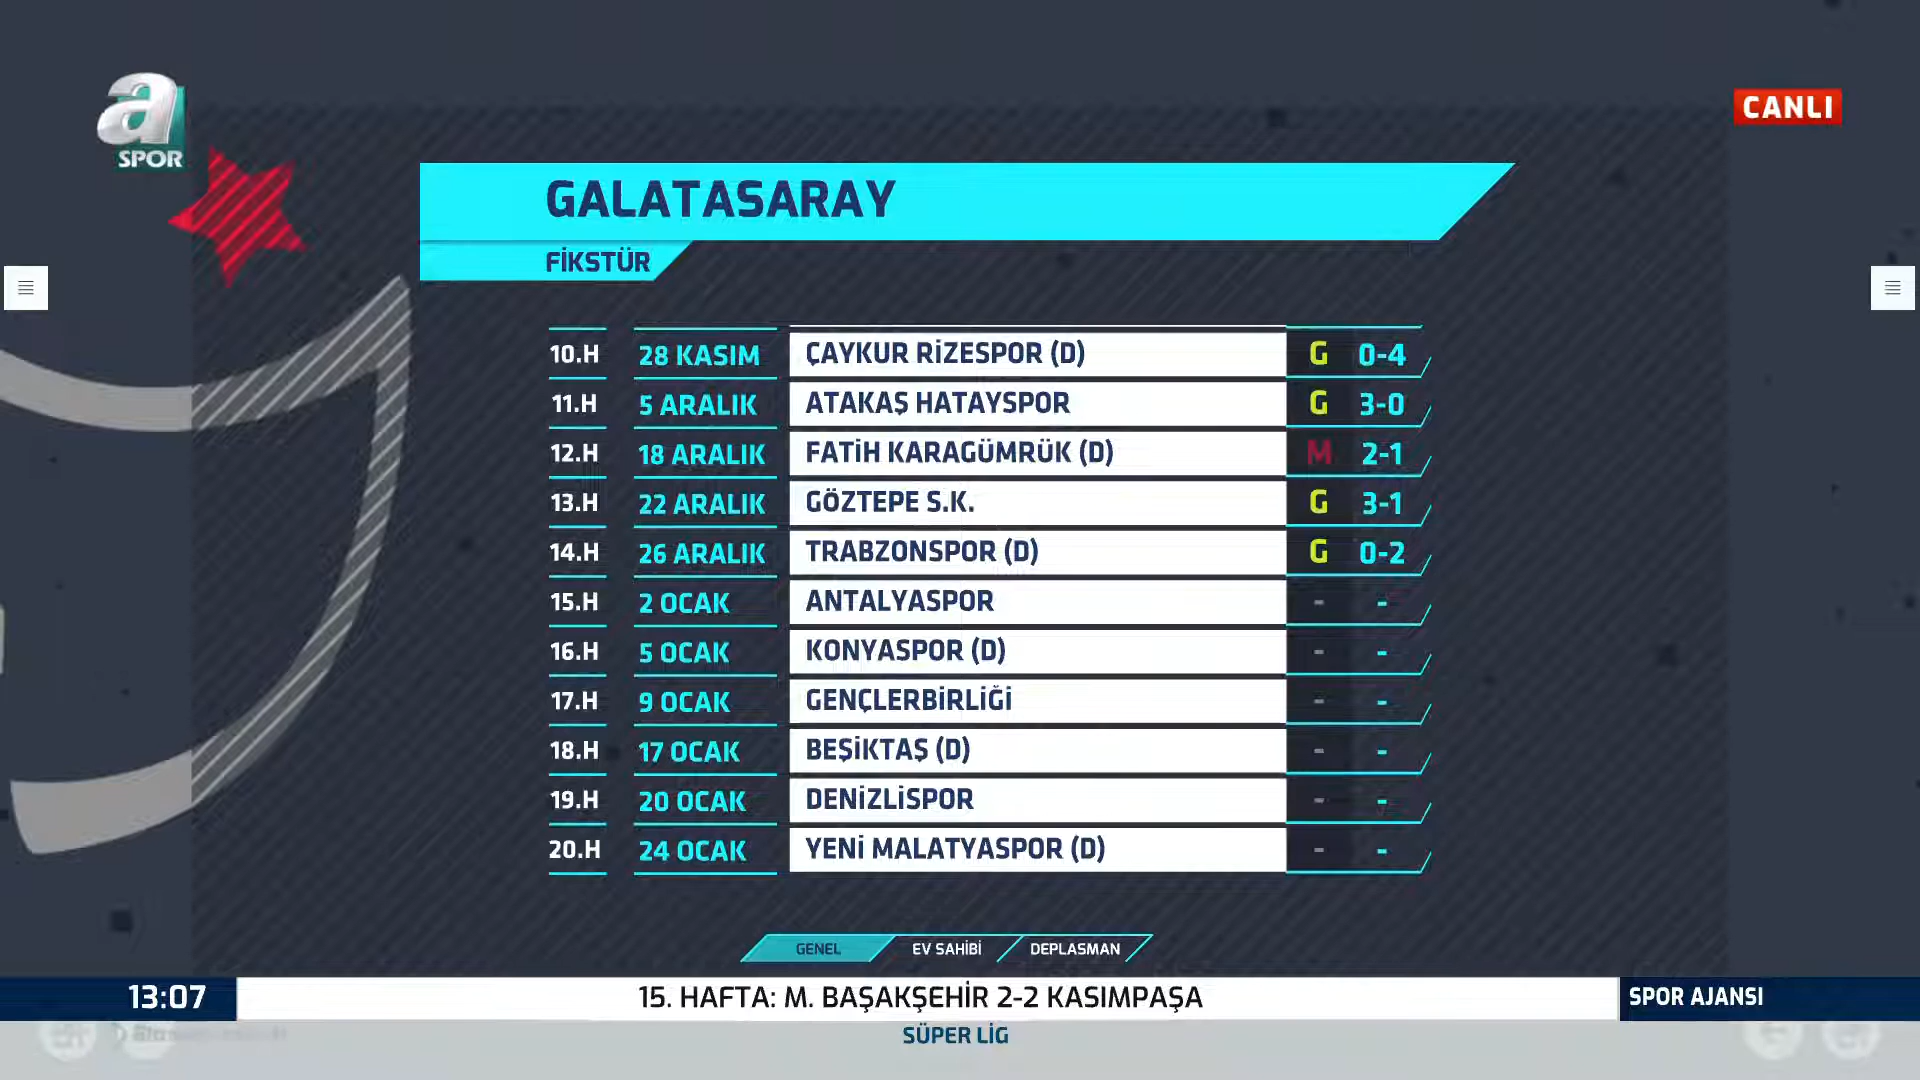 a
SPOR
CANLI
GALATASARAY
FİKSTÜR
10.H 28 KASIM ÇAYKUR RİZESPOR (D) G 0-4
11.H 5 ARALIK ATAKAŞ HATAYSPOR G 3-0
12.H 18 ARALIK FATİH KARAGÜMRÜK (D) M 2-1
13.H 22 ARALIK GÖZTEPE S.K. G 3-1
14.H 26 ARALIK TRABZONSPOR (D) G 0-2
15.H 2 OCAK ANTALYASPOR - -
16.H 5 OCAK KONYASPOR (D) - -
17.H 9 OCAK GENÇLERBİRLİĞİ - -
18.H 17 OCAK BEŞİKTAŞ (D) - -
19.H 20 OCAK DENİZLİSPOR - -
20.H 24 OCAK YENİ MALATYASPOR (D) - -
GENEL EV SAHİBİ DEPLASMAN
13:07 15. HAFTA: M. BAŞAKŞEHİR 2-2 KASIMPAŞA SPOR AJANSI
SÜPER LİG